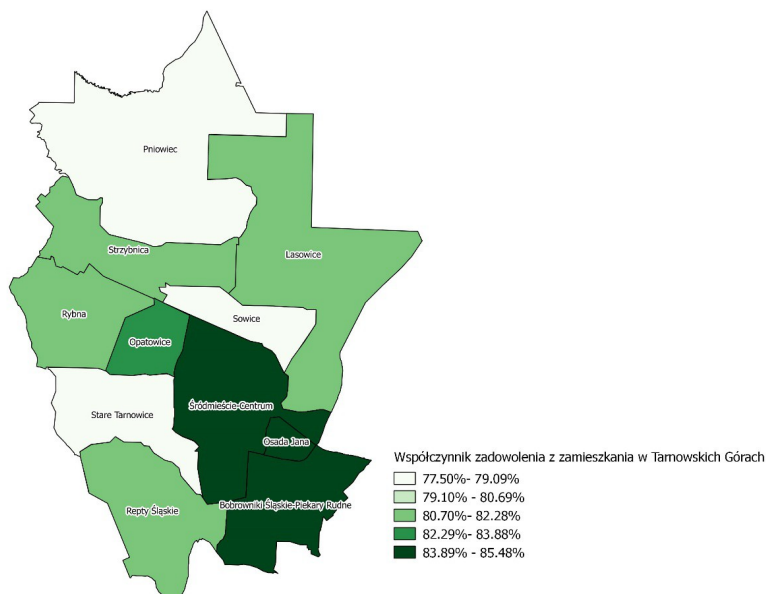 Pniowiec
Strzybnica
Lasowice
Rybna
Sowice
Opatowice
Śródmieście-Centrum
Stare Tarnowice
Osada Jana
Repty Śląskie
Bobrowniki Śląskie-Piekary Rudne
Współczynnik zadowolenia z zamieszkania w Tarnowskich Górach
77.50%- 79.09%
79.10% - 80.69%
80.70% - 82.28%
82.29% - 83.88%
83.89% - 85.48%